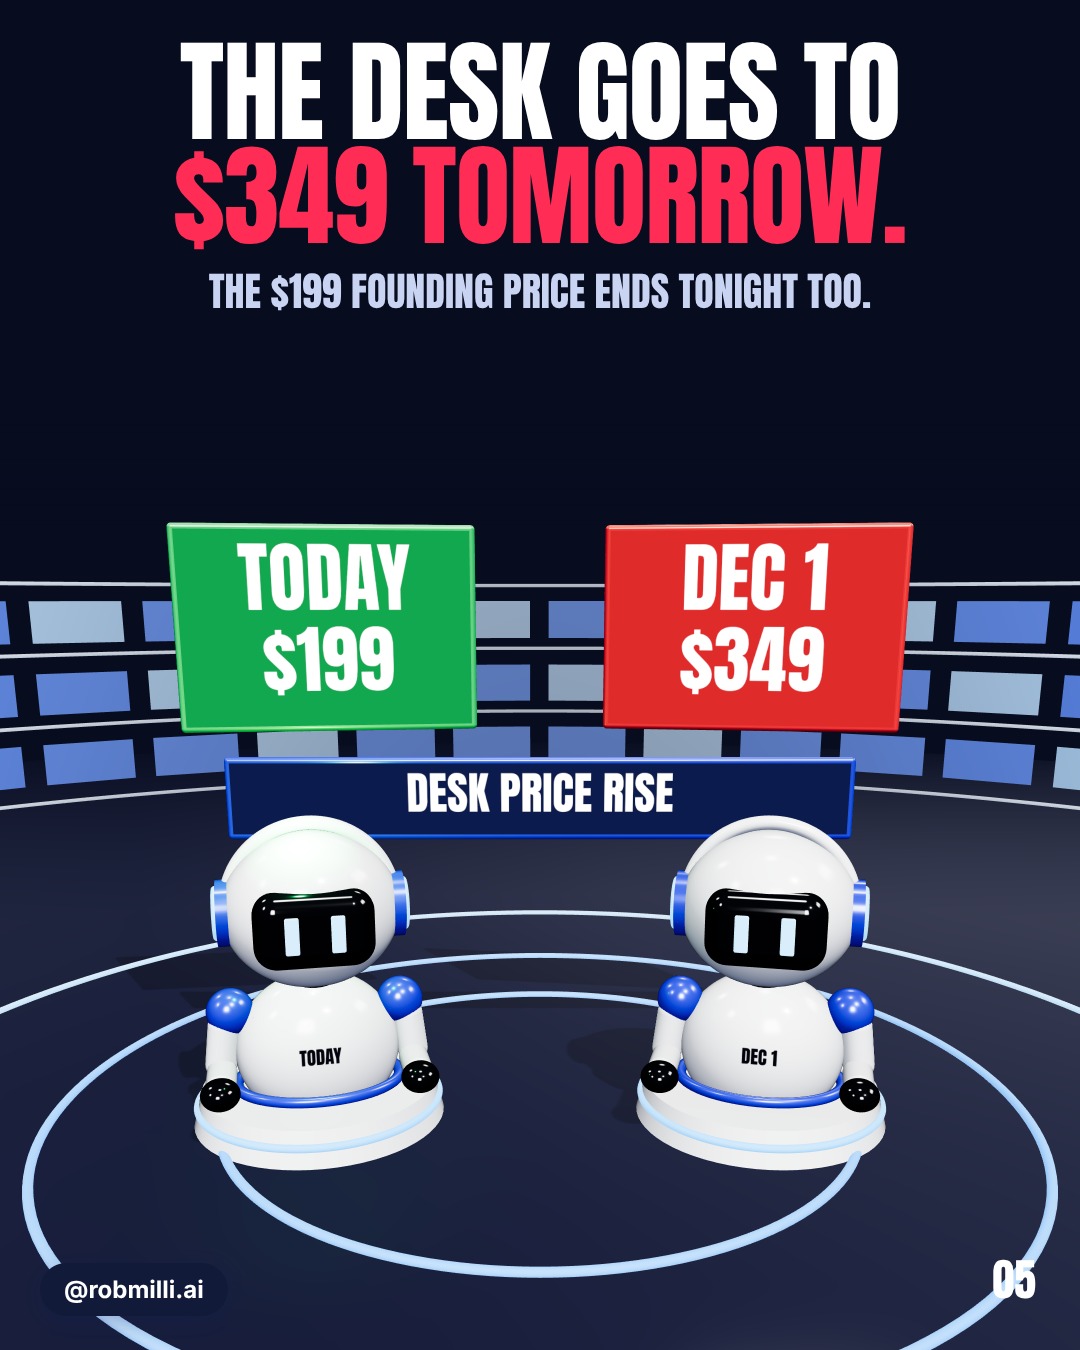 THE DESK GOES TO
$349 TOMORROW.
THE $199 FOUNDING PRICE ENDS TONIGHT TOO.
TODAY
$199
DEC 1
$349
DESK PRICE RISE
TODAY
DEC 1
@robmilli.ai
05